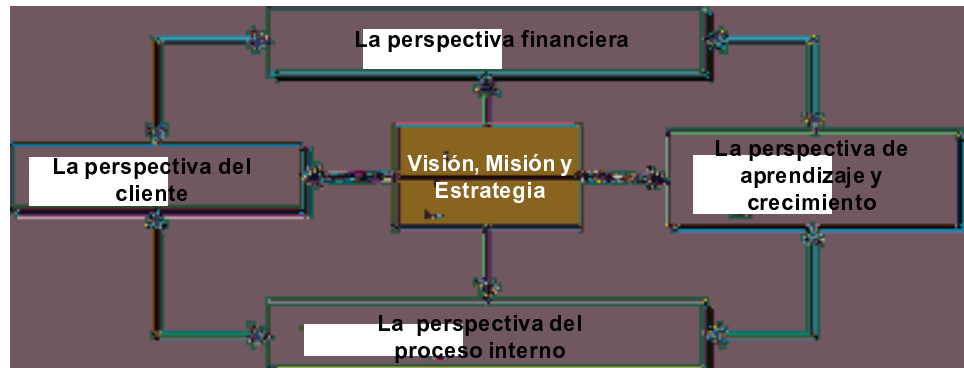 La perspectiva financiera
La perspectiva del
cliente
Visión, Misión y
Estrategia
La perspectiva de
aprendizaje y
crecimiento
La perspectiva del
proceso interno